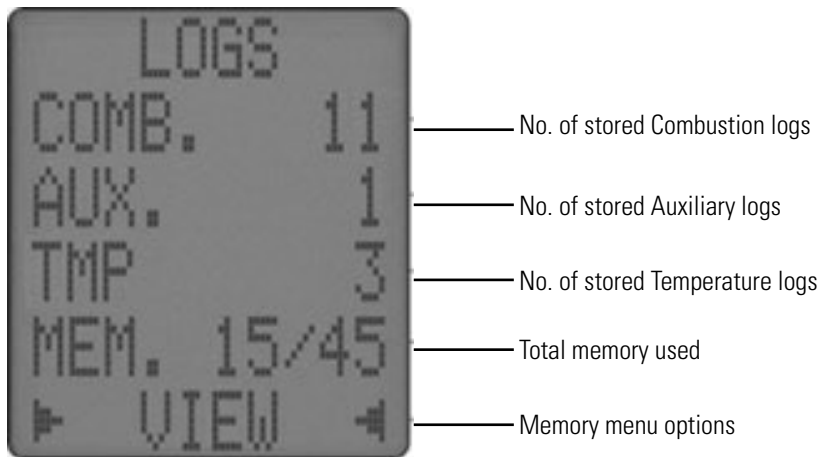 LOGS
COMB. 11 No. of stored Combustion logs
AUX. 1 No. of stored Auxiliary logs
TMP 3 No. of stored Temperature logs
MEM. 15/45 Total memory used
VIEW Memory menu options